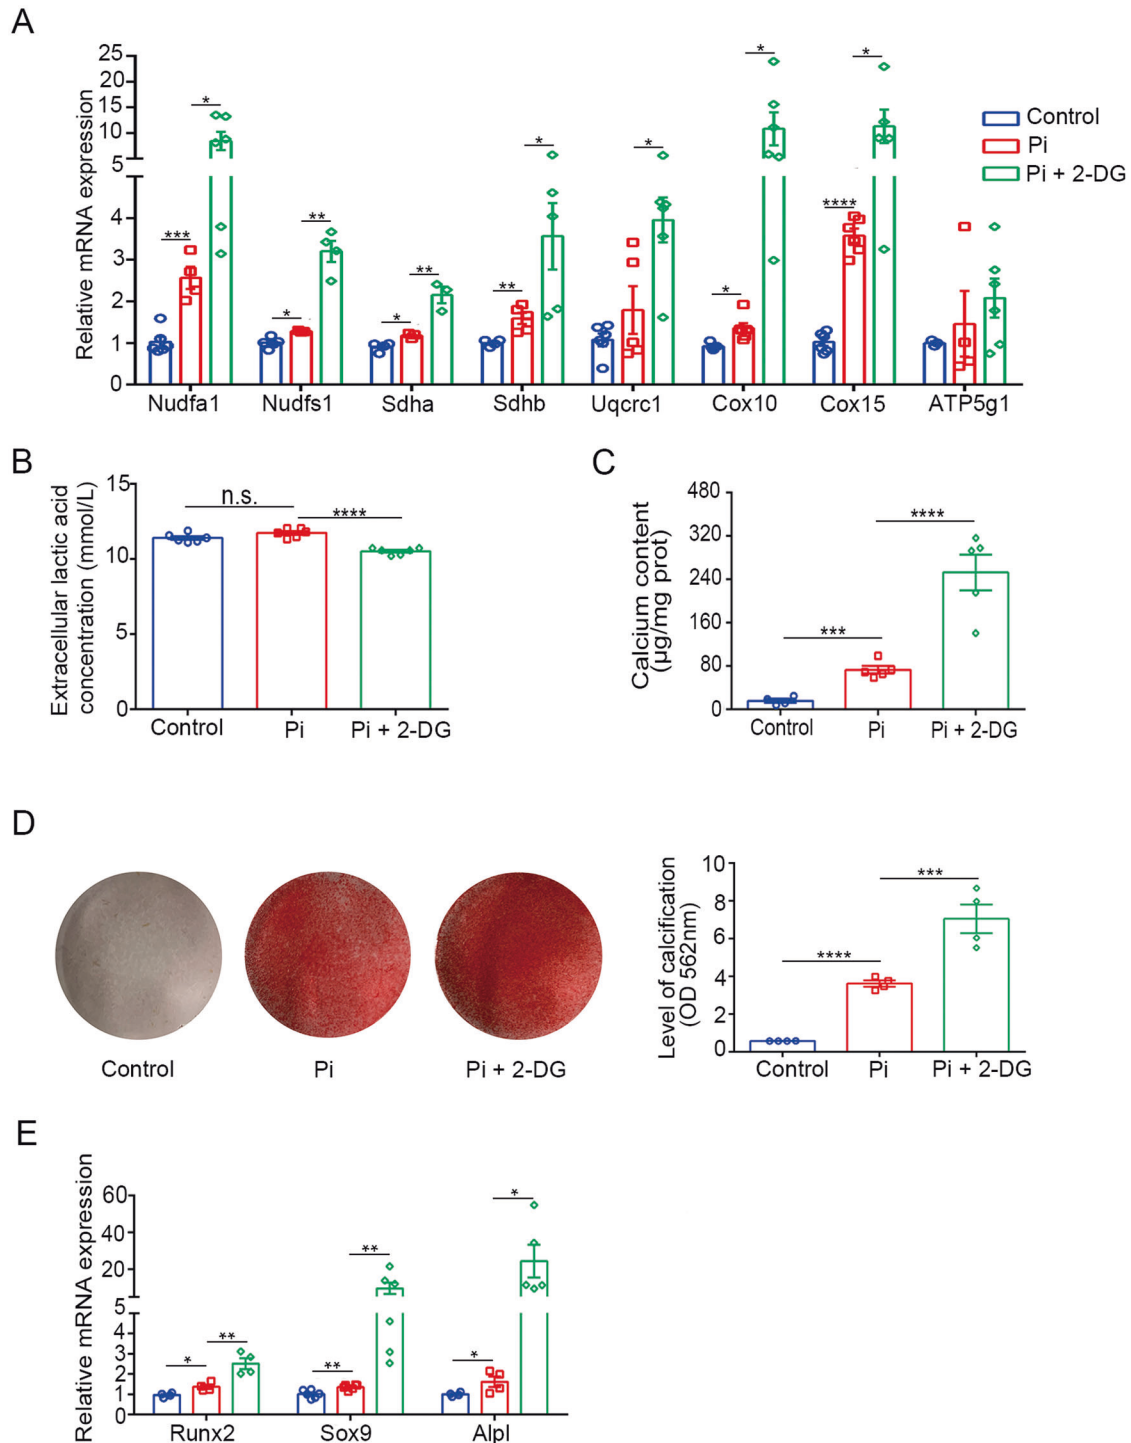 A
Relative mRNA expression
25
20
15
10
5
4
3
2
1
0
*
***
*
**
*
**
**
*
*
*
*
****
*
Control
Pi
Pi + 2-DG
Nudfa1 Nudfs1 Sdha Sdhb Uqcrc1 Cox10 Cox15 ATP5g1
B
Extracellular lactic acid
concentration (mmol/L)
15
10
5
0
n.s.
****
Control Pi Pi + 2-DG
C
Calcium content
(µg/mg prot)
480
320
240
160
80
0
***
****
Control Pi Pi + 2-DG
D
Control Pi Pi + 2-DG
Level of calcification
(OD 562nm)
10
8
6
4
2
0
****
***
Control Pi Pi + 2-DG
E
Relative mRNA expression
60
40
20
5
4
3
2
1
0
*
**
**
**
*
*
Runx2 Sox9 Alpl